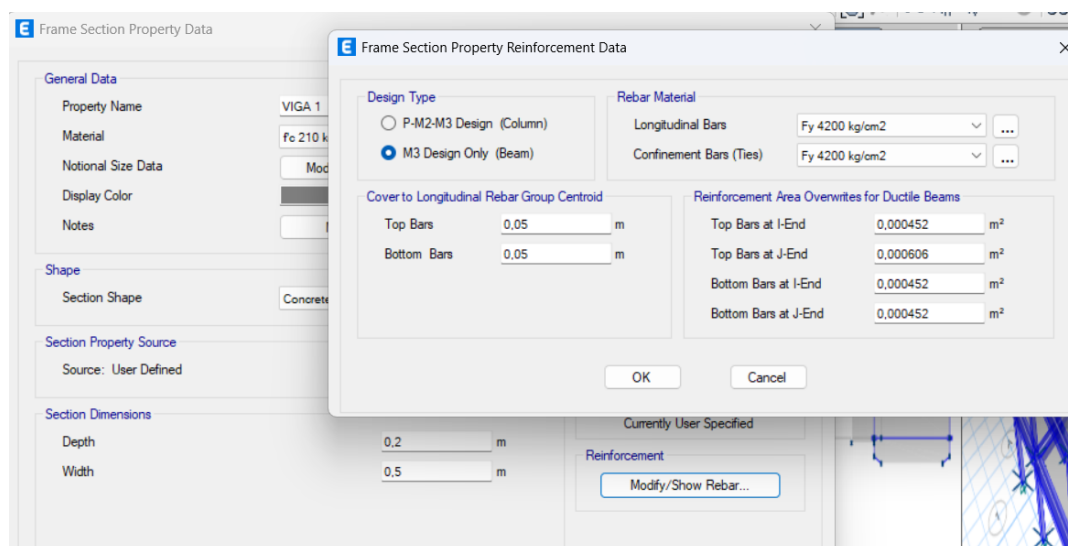 Frame Section Property Data
General Data
Property Name VIGA 1
Material f'c 210 k
Notional Size Data Mod
Display Color
Notes
Shape
Section Shape Concrete
Section Property Source
Source: User Defined
Section Dimensions
Depth 0,2 m
Width 0,5 m
Frame Section Property Reinforcement Data
Design Type
P-M2-M3 Design (Column)
M3 Design Only (Beam)
Rebar Material
Longitudinal Bars Fy 4200 kg/cm2 ...
Confinement Bars (Ties) Fy 4200 kg/cm2 ...
Cover to Longitudinal Rebar Group Centroid
Top Bars 0,05 m
Bottom Bars 0,05 m
Reinforcement Area Overwrites for Ductile Beams
Top Bars at I-End 0,000452 m²
Top Bars at J-End 0,000606 m²
Bottom Bars at I-End 0,000452 m²
Bottom Bars at J-End 0,000452 m²
OK Cancel
Currently User Specified
Reinforcement
Modify/Show Rebar...